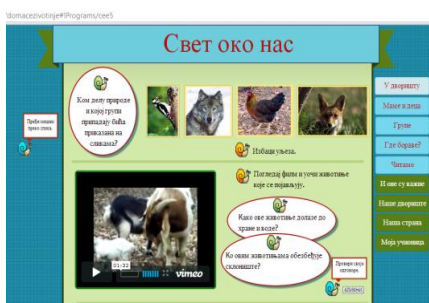 domacezivotinje#!Programs/cee5
Свет око нас
Ком делу природе
и којој групи
припадају бића
приказана на
сликама?
Пређи мишем
преко слика.
Избаци уљеза.
Погледај филм и уочи животиње
које се појављују.
Како ове животиње долазе до
хране и воде?
Ко овим животињама обезбеђује
склониште?
Провери своје
одговоре.
01:32
vimeo
У дворишту
Маме и деца
Групе
Где бораве?
Читање
И оне су важне
Наше двориште
Наша страна
Моја учионица